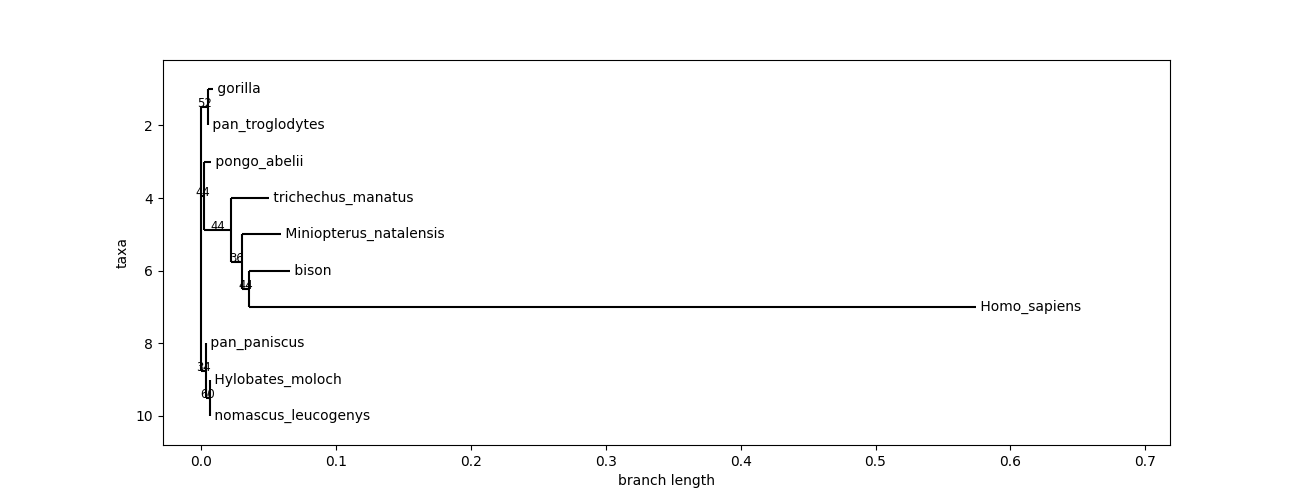 52
gorilla
2
pan_troglodytes
pongo_abelii
44
4
trichechus_manatus
44
Miniopterus_natalensis
taxa
36
6
bison
44
Homo_sapiens
8
pan_paniscus
34
Hylobates_moloch
60
10
nomascus_leucogenys
0.0 0.1 0.2 0.3 0.4 0.5 0.6 0.7
branch length